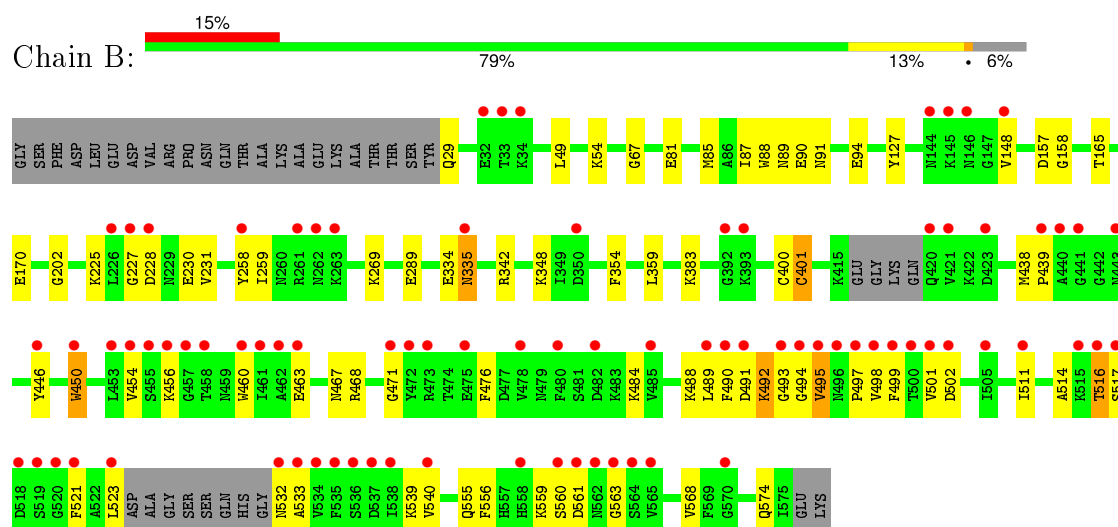 15%
Chain B:
79% 13% • 6%
GLY SER PHE ASP LEU GLU ASP VAL ARG PRO ASN GLN THR ALA LYS ALA GLU LYS ALA THR THR SER TYR Q29 E32 T33 K34 L49 K54 G67 E81 M85 A86 I87 W88 N89 E90 N91 E94 Y127 N144 K145 N146 G147 V148 D157 G158 T165
E170 G202 K225 L226 G227 D228 N229 E230 V231 Y258 I259 N260 R261 N262 K263 K269 E289 E334 N335 R342 K348 I349 D350 F354 L359 K383 G392 K393 C400 C401 K415 GLU GLY LYS GLN Q420 V421 K422 D423 M438 P439 A440 G441 G442 N443
Y446 W450 L453 V454 S455 K456 G457 T458 N459 W460 I461 A462 E463 N467 R468 G471 Y472 R473 T474 E475 F476 D477 V478 N479 F480 S481 D482 K483 K484 V485 K488 L489 F490 D491 K492 G493 G494 V495 N496 P497 V498 F499 T500 V501 D502 I505 I511 A514 K515 T516 S517
D518 S519 G520 F521 A522 L523 ASP ALA GLY SER SER GLN HIS GLY N532 A533 V534 F535 S536 D537 I538 K539 V540 Q555 F556 H557 H558 K559 S560 D561 N562 G563 S564 V565 V568 F569 G570 Q574 I575 GLU LYS